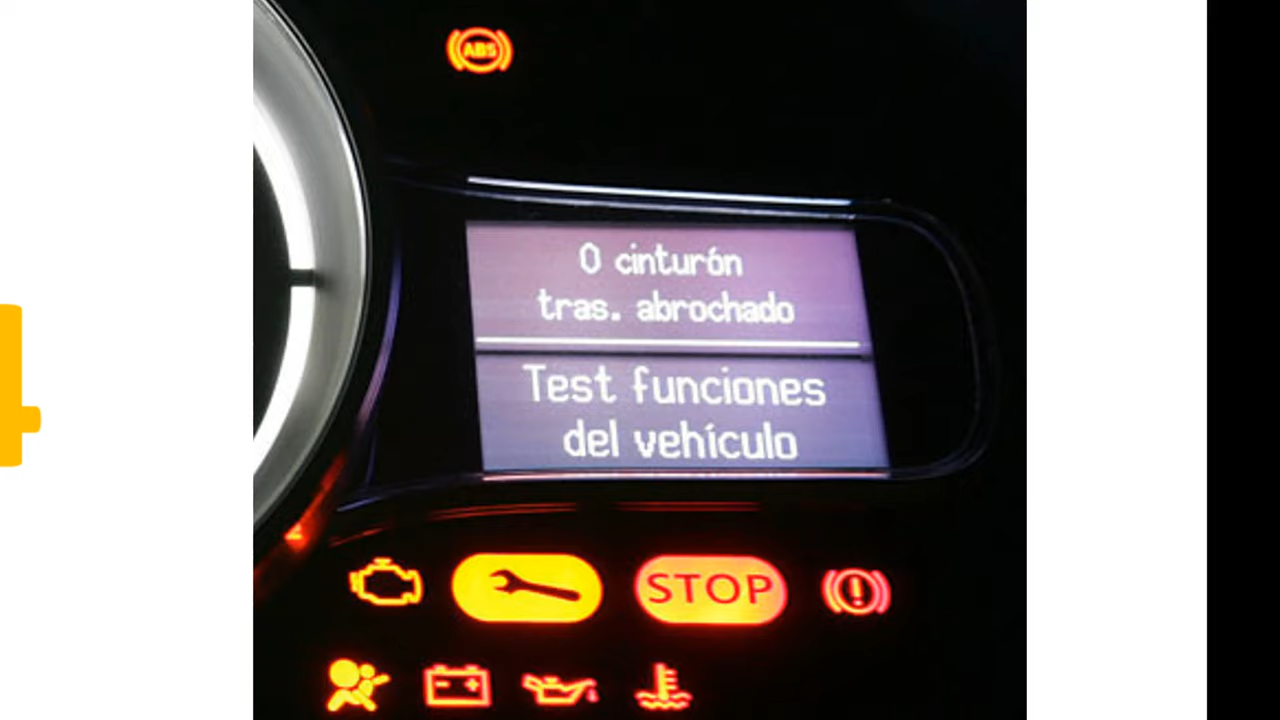 ABS
0 cinturón
tras. abrochado
Test funciones
del vehículo
STOP